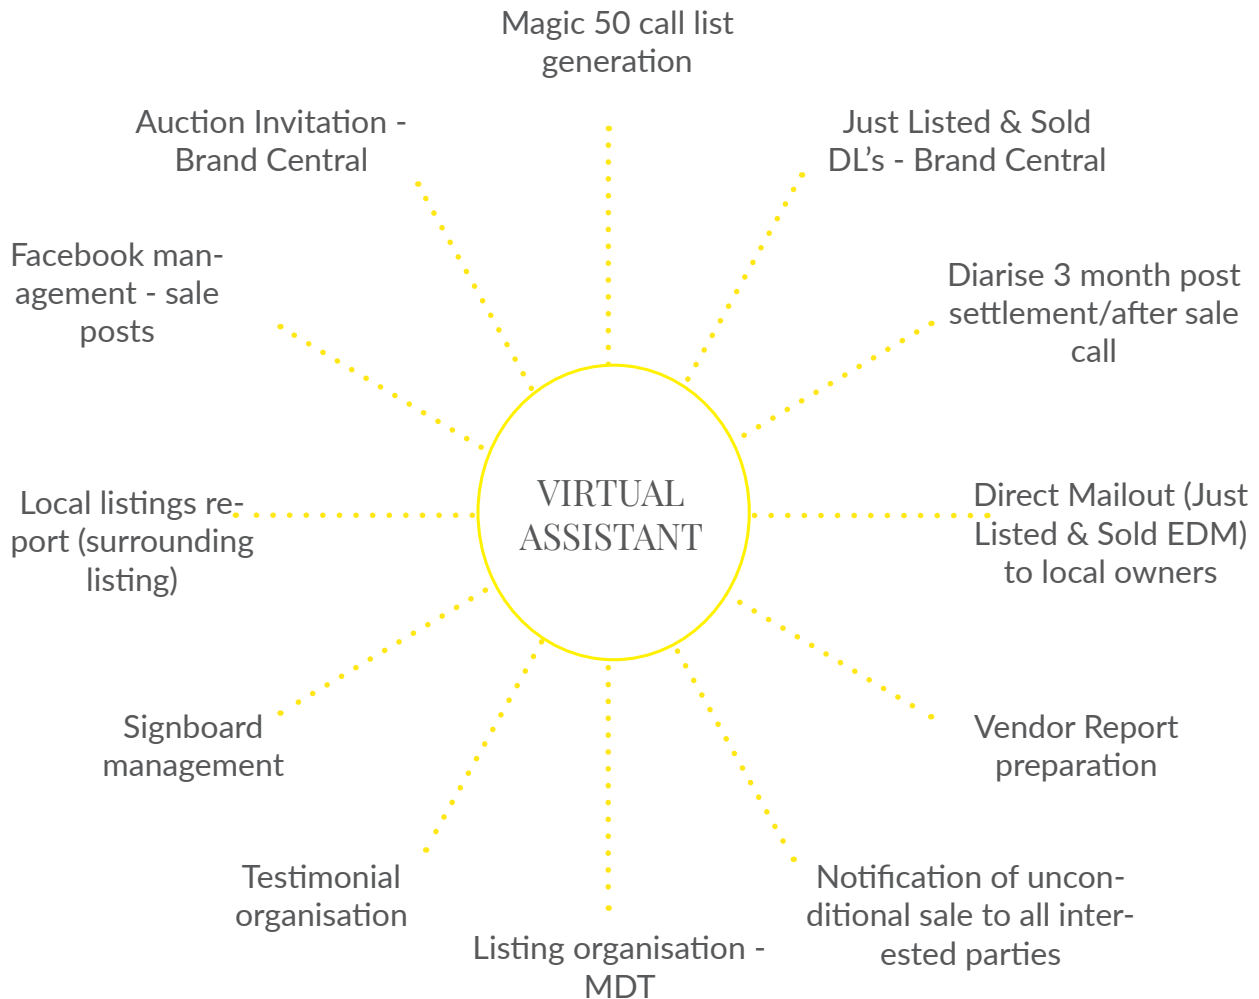 Magic 50 call list
generation
Just Listed & Sold
DL’s - Brand Central
Diarise 3 month post
settlement/after sale
call
Direct Mailout (Just
Listed & Sold EDM)
to local owners
Vendor Report
preparation
Notification of uncon-
ditional sale to all inter-
ested parties
Listing organisation -
MDT
Testimonial
organisation
Signboard
management
Local listings re-
port (surrounding
listing)
Facebook man-
agement - sale
posts
Auction Invitation -
Brand Central
VIRTUAL
ASSISTANT